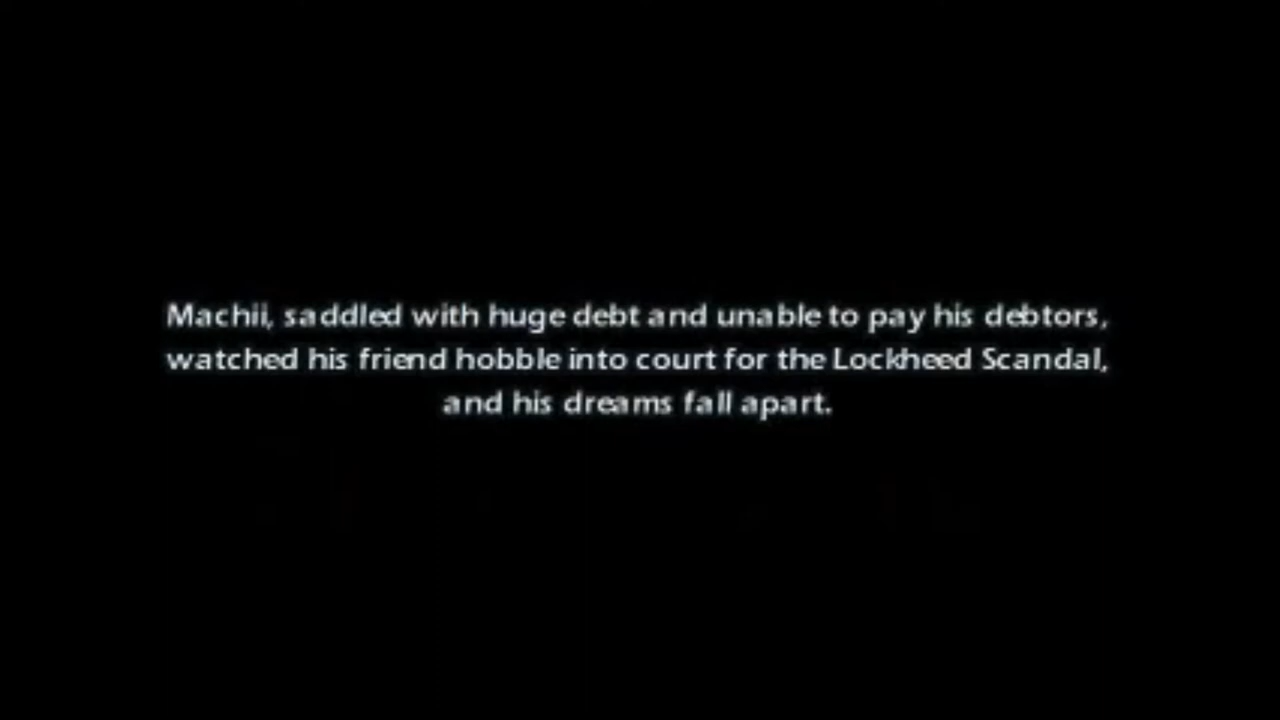 Machii, saddled with huge debt and unable to pay his debtors,
watched his friend hobble into court for the Lockheed Scandal,
and his dreams fall apart.